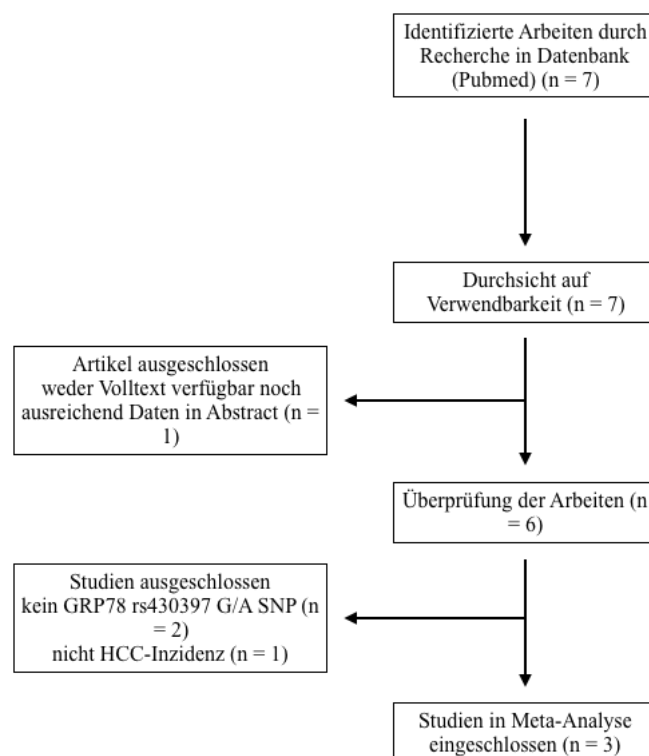 Identifizierte Arbeiten durch
Recherche in Datenbank
(Pubmed) (n = 7)
Durchsicht auf
Verwendbarkeit (n = 7)
Artikel ausgeschlossen
weder Volltext verfügbar noch
ausreichend Daten in Abstract (n =
1)
Überprüfung der Arbeiten (n
= 6)
Studien ausgeschlossen
kein GRP78 rs430397 G/A SNP (n
= 2)
nicht HCC-Inzidenz (n = 1)
Studien in Meta-Analyse
eingeschlossen (n = 3)